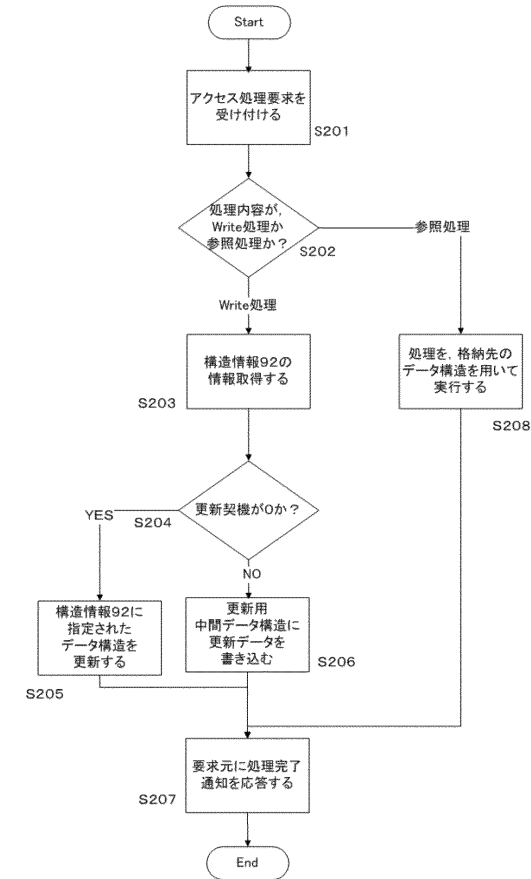 Start
アクセス処理要求を
受け付ける
S201
処理内容が,
Write処理か
参照処理か？
S202
参照処理
Write処理
構造情報92の
情報取得する
S203
処理を, 格納先の
データ構造を用いて
実行する
S208
更新契機が0か？
S204
YES
NO
構造情報92に
指定された
データ構造を
更新する
S205
更新用
中間データ構造に
更新データを
書き込む
S206
要求元に処理完了
通知を応答する
S207
End